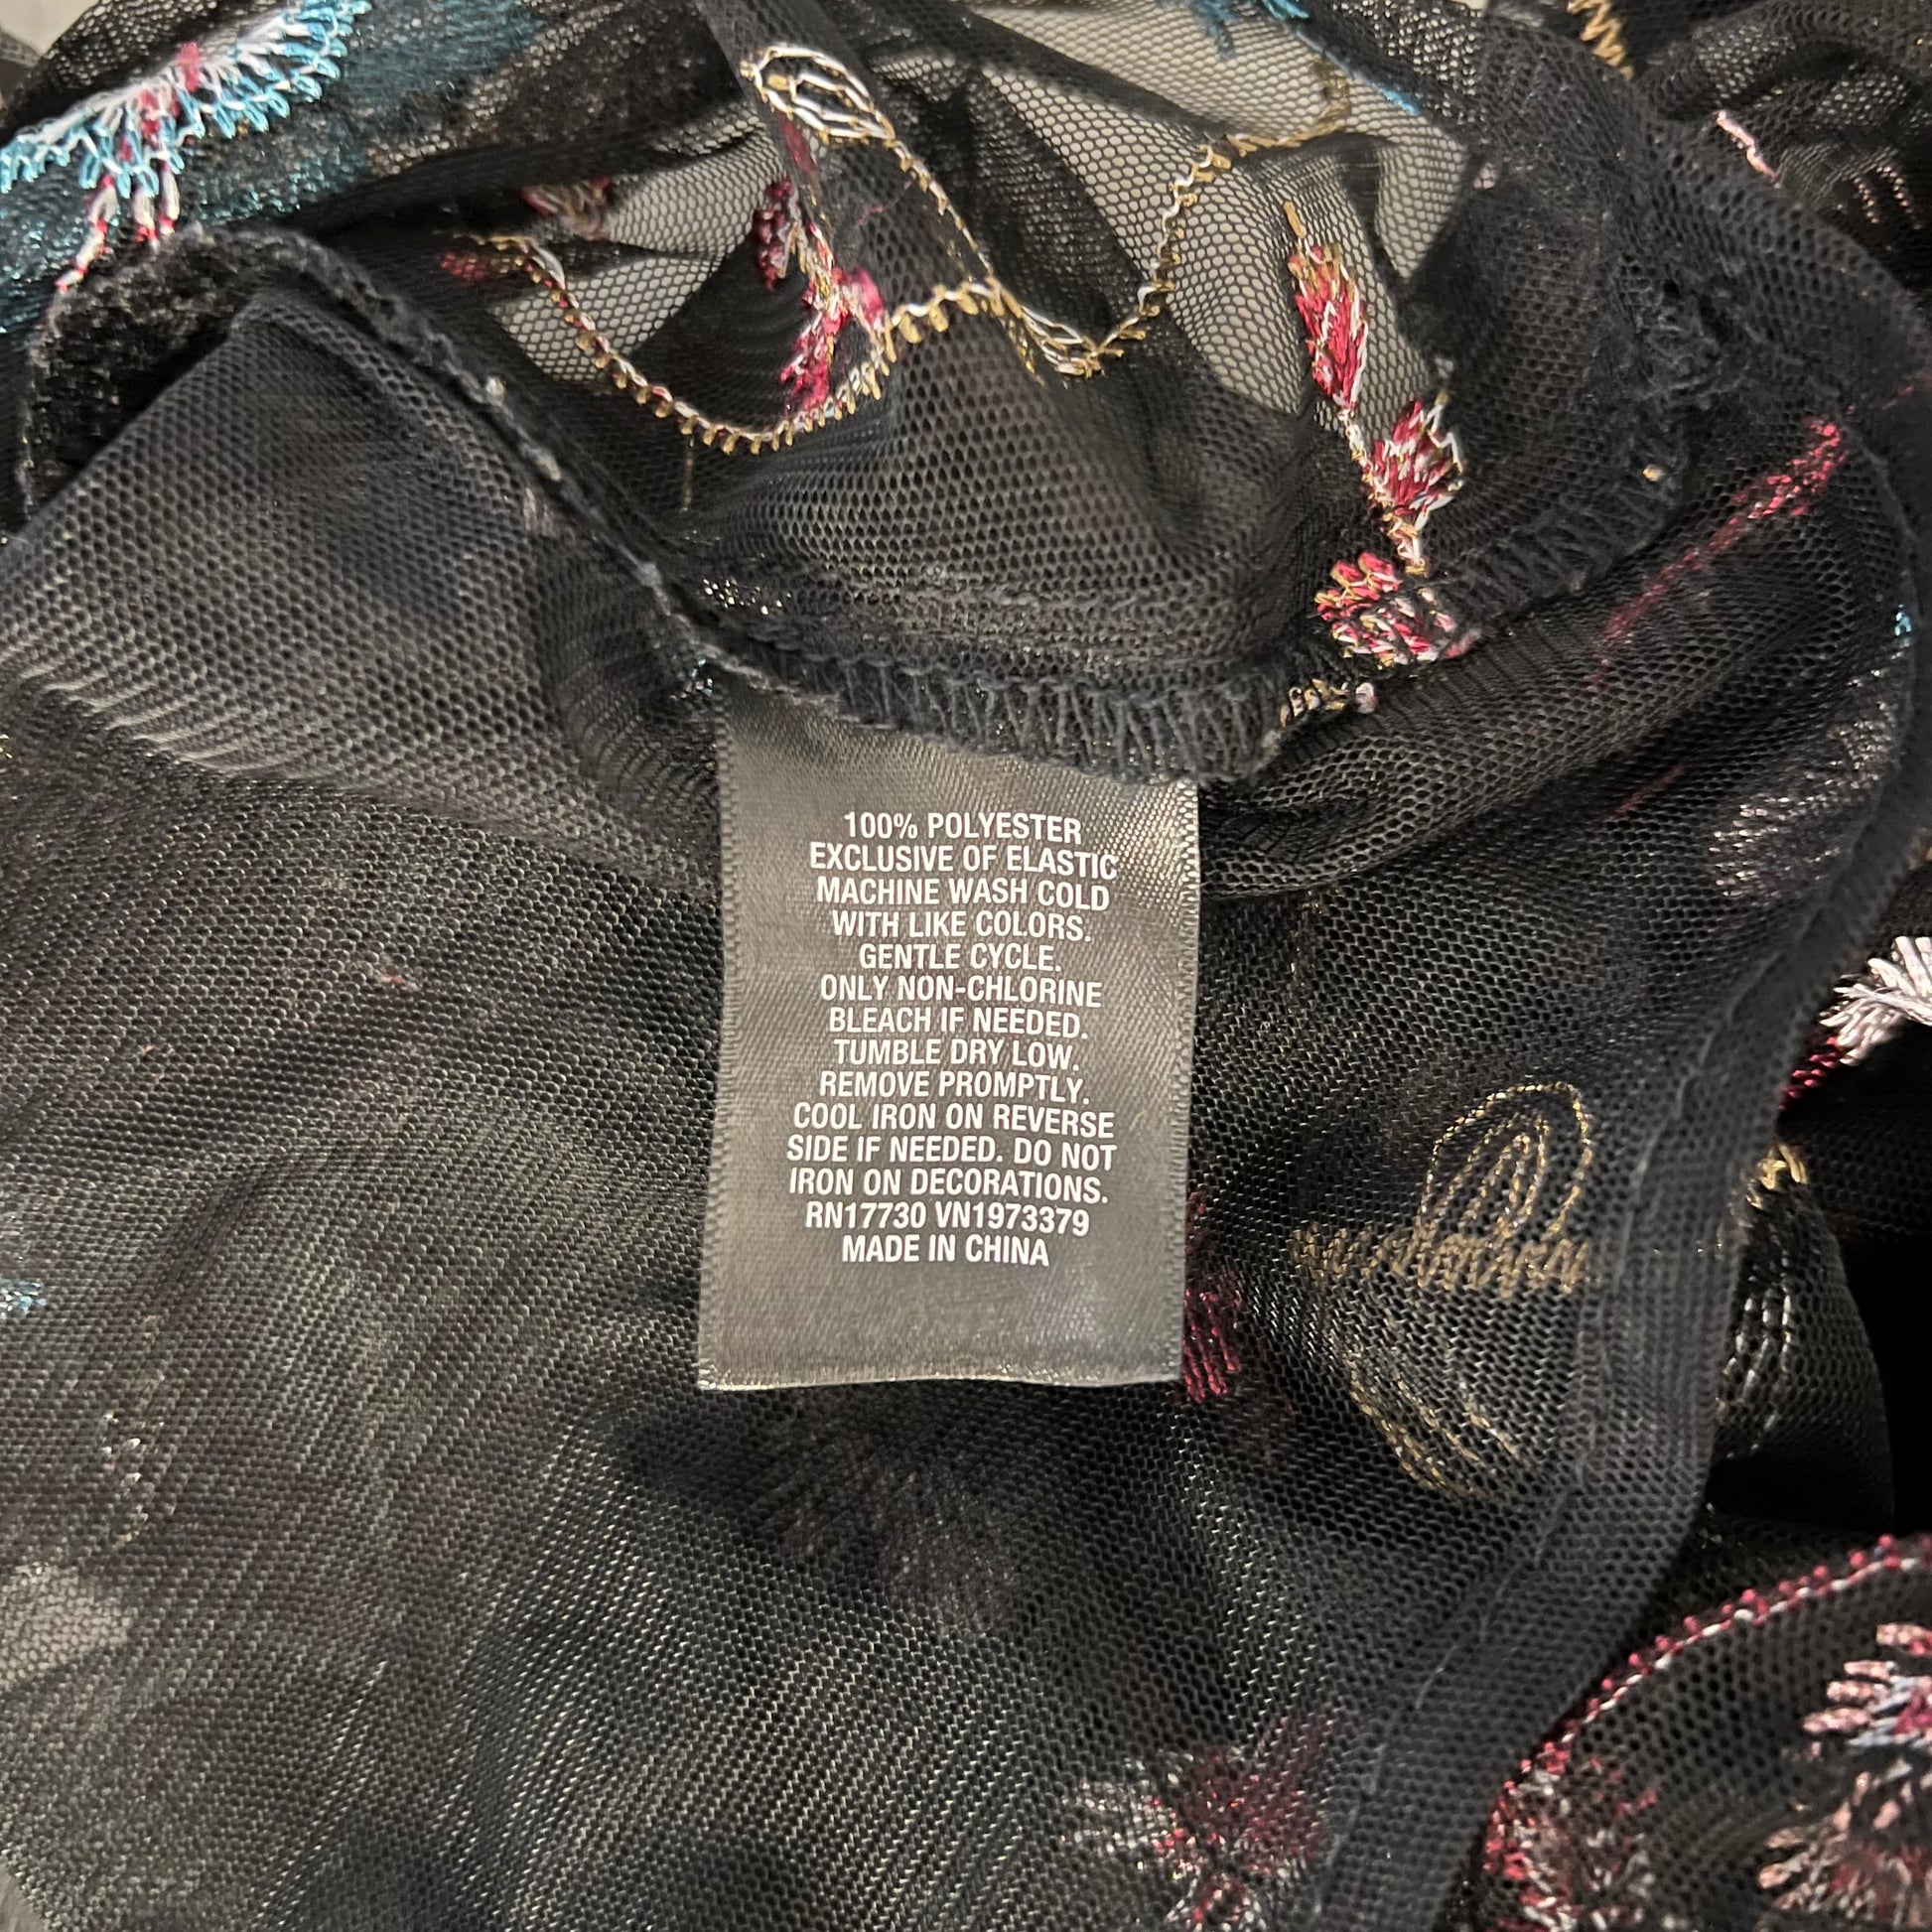 100% POLYESTER
EXCLUSIVE OF ELASTIC
MACHINE WASH COLD
WITH LIKE COLORS.
GENTLE CYCLE.
ONLY NON-CHLORINE
BLEACH IF NEEDED.
TUMBLE DRY LOW.
REMOVE PROMPTLY.
COOL IRON ON REVERSE
SIDE IF NEEDED. DO NOT
IRON ON DECORATIONS.
RN17730 VN1973379
MADE IN CHINA